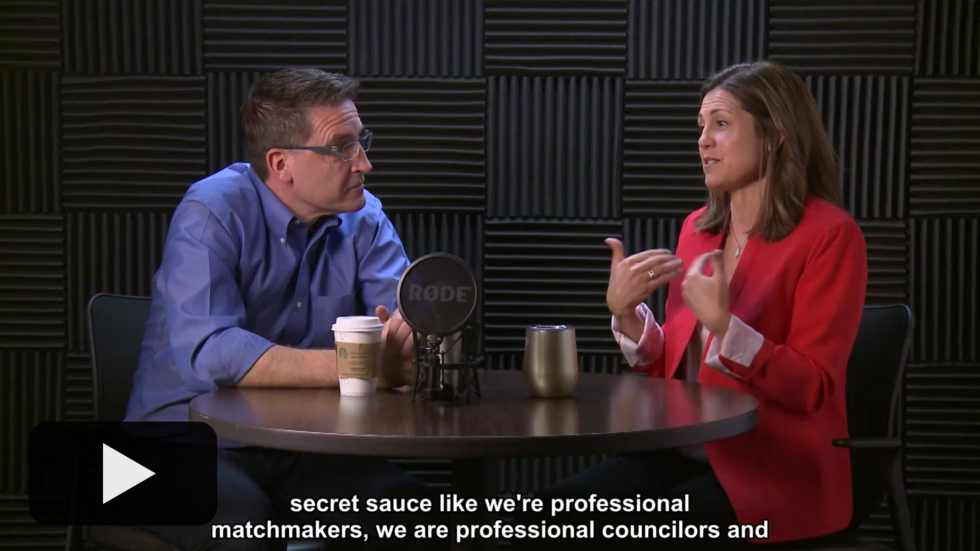 RØDE
secret sauce like we're professional
matchmakers, we are professional councilors and